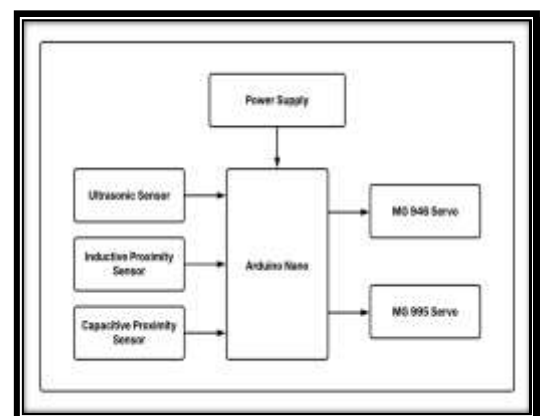 Power Supply
Ultrasonic Sensor
MG 946 Servo
Inductive Proximity
Sensor
Arduino Nano
Capacitive Proximity
Sensor
MG 995 Servo